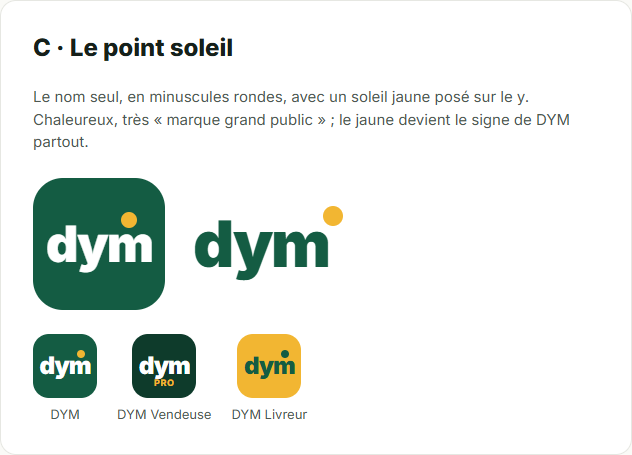 C · Le point soleil
Le nom seul, en minuscules rondes, avec un soleil jaune posé sur le y.
Chaleureux, très « marque grand public » ; le jaune devient le signe de DYM
partout.
dym dym
dym dym dym
PRO
DYM DYM Vendeuse DYM Livreur